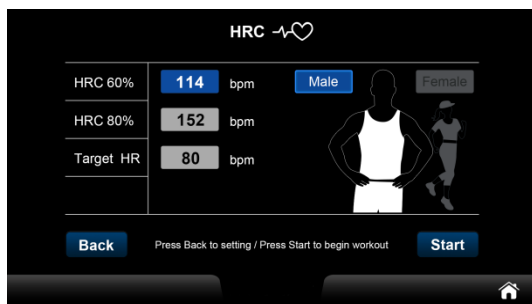 HRC
HRC 60% 114 bpm Male Female
HRC 80% 152 bpm
Target HR 80 bpm
Back Press Back to setting / Press Start to begin workout Start